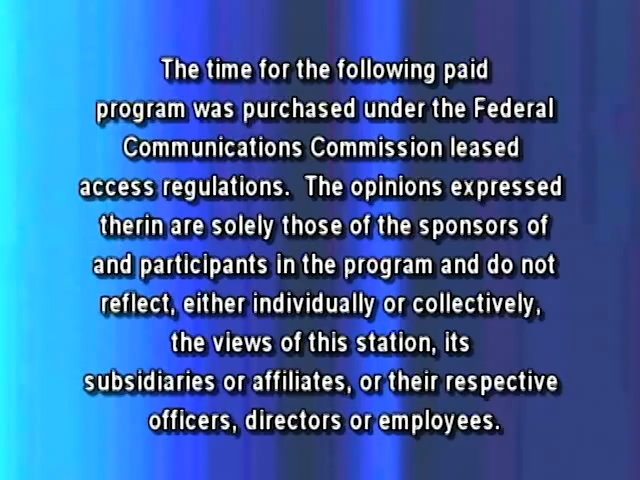 The time for the following paid
program was purchased under the Federal
Communications Commission leased
access regulations.  The opinions expressed
therin are solely those of the sponsors of
and participants in the program and do not
reflect, either individually or collectively,
the views of this station, its
subsidiaries or affiliates, or their respective
officers, directors or employees.